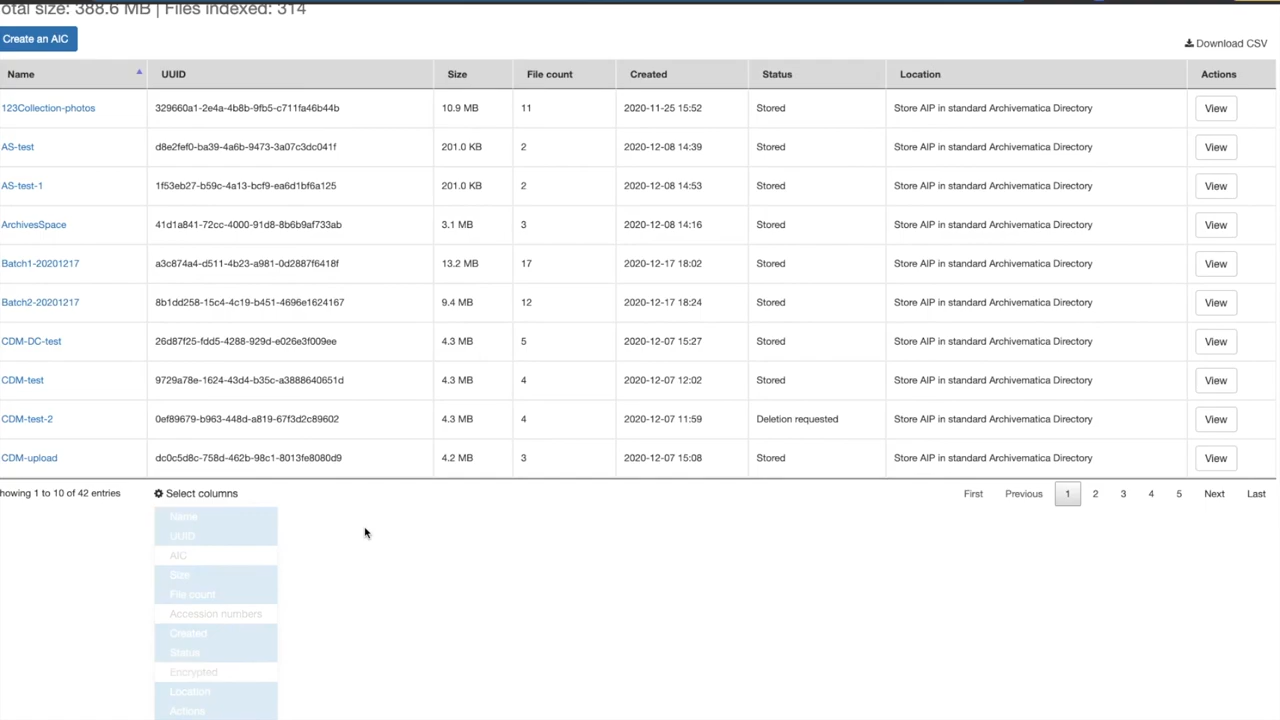 otal size: 388.6 MB | Files indexed: 314
Create an AIC
Download CSV
Name UUID Size File count Created Status Location Actions
123Collection-photos 329660a1-2e4a-4b8b-9fb5-c711fa46b44b 10.9 MB 11 2020-11-25 15:52 Stored Store AIP in standard Archivematica Directory View
AS-test d8e2fef0-ba39-4a6b-9473-3a07c3dc041f 201.0 KB 2 2020-12-08 14:39 Stored Store AIP in standard Archivematica Directory View
AS-test-1 1f53eb27-b59c-4a13-bcf9-ea6d1bf6a125 201.0 KB 2 2020-12-08 14:53 Stored Store AIP in standard Archivematica Directory View
ArchivesSpace 41d1a841-72cc-4000-91d8-8b6b9af733ab 3.1 MB 3 2020-12-08 14:16 Stored Store AIP in standard Archivematica Directory View
Batch1-20201217 a3c874a4-d511-4b23-a981-0d2887f6418f 13.2 MB 17 2020-12-17 18:02 Stored Store AIP in standard Archivematica Directory View
Batch2-20201217 8b1dd258-15c4-4c19-b451-4696e1624167 9.4 MB 12 2020-12-17 18:24 Stored Store AIP in standard Archivematica Directory View
CDM-DC-test 26d87f25-fdd5-4288-929d-e026e3f009ee 4.3 MB 5 2020-12-07 15:27 Stored Store AIP in standard Archivematica Directory View
CDM-test 9729a78e-1624-43d4-b35c-a3888640651d 4.3 MB 4 2020-12-07 12:02 Stored Store AIP in standard Archivematica Directory View
CDM-test-2 0ef89679-b963-448d-a819-67f3d2c89602 4.3 MB 4 2020-12-07 11:59 Deletion requested Store AIP in standard Archivematica Directory View
CDM-upload dc0c5d8c-758d-462b-98c1-8013fe8080d9 4.2 MB 3 2020-12-07 15:08 Stored Store AIP in standard Archivematica Directory View
howing 1 to 10 of 42 entries Select columns First Previous 1 2 3 4 5 Next Last
Name
UUID
AIC
Size
File count
Accession numbers
Created
Status
Encrypted
Location
Actions